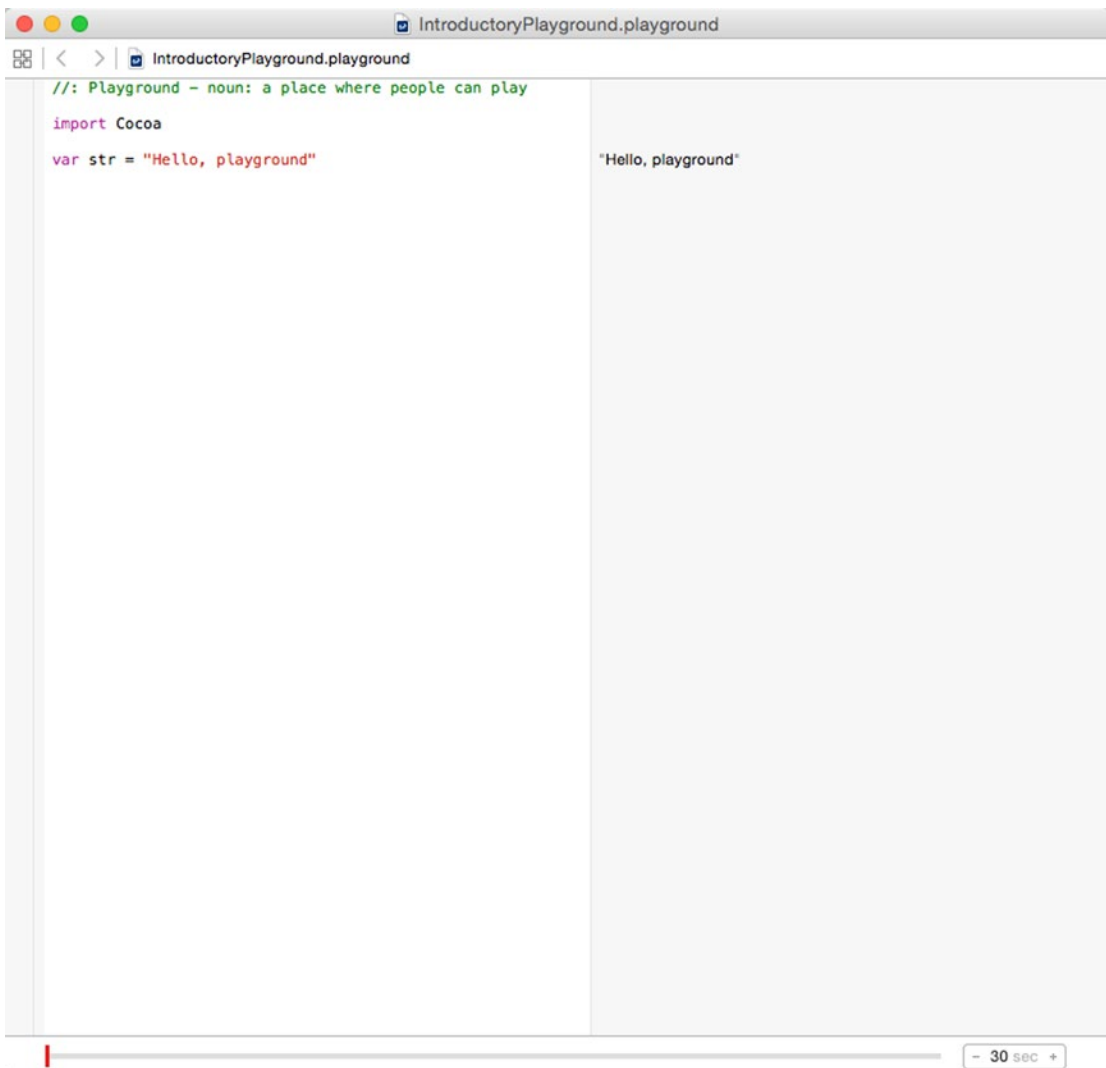 IntroductoryPlayground.playground
IntroductoryPlayground.playground
//: Playground – noun: a place where people can play
import Cocoa
var str = "Hello, playground"
"Hello, playground"
– 30 sec +